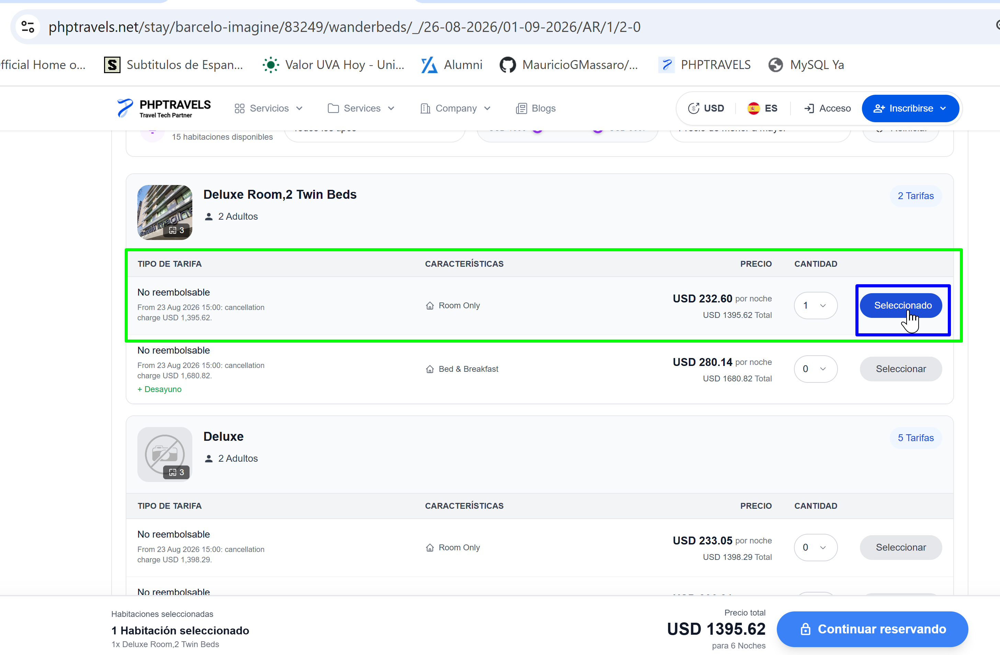 phptravels.net/stay/barcelo-imagine/83249/wanderbeds/_/26-08-2026/01-09-2026/AR/1/2-0
fficial Home o... Subtitulos de Espan... Valor UVA Hoy - Uni... Alumni MauricioGMassaro/... PHPTRAVELS MySQL Ya
PHPTRAVELS
Travel Tech Partner
Servicios Services Company Blogs USD ES Acceso Inscribirse
15 habitaciones disponibles
Deluxe Room,2 Twin Beds
2 Tarifas
2 Adultos
3
TIPO DE TARIFA CARACTERÍSTICAS PRECIO CANTIDAD
No reembolsable
From 23 Aug 2026 15:00: cancellation
charge USD 1,395.62.
Room Only
USD 232.60 por noche
USD 1395.62 Total
1
Seleccionado
No reembolsable
From 23 Aug 2026 15:00: cancellation
charge USD 1,680.82.
+ Desayuno
Bed & Breakfast
USD 280.14 por noche
USD 1680.82 Total
0
Seleccionar
Deluxe
5 Tarifas
2 Adultos
3
TIPO DE TARIFA CARACTERÍSTICAS PRECIO CANTIDAD
No reembolsable
From 23 Aug 2026 15:00: cancellation
charge USD 1,398.29.
Room Only
USD 233.05 por noche
USD 1398.29 Total
0
Seleccionar
No reembolsable
Habitaciones seleccionadas
1 Habitación seleccionado
1x Deluxe Room,2 Twin Beds
Precio total
USD 1395.62
para 6 Noches
Continuar reservando